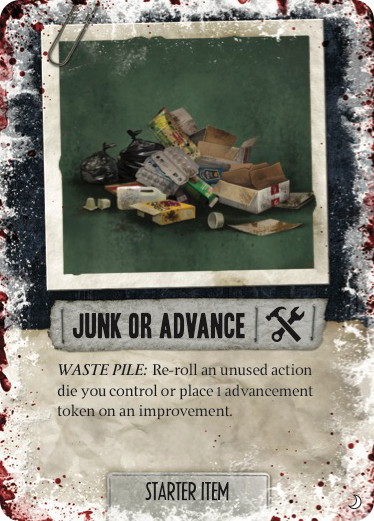 JUNK OR ADVANCE
WASTE PILE: Re-roll an unused action
die you control or place 1 advancement
token on an improvement.
STARTER ITEM